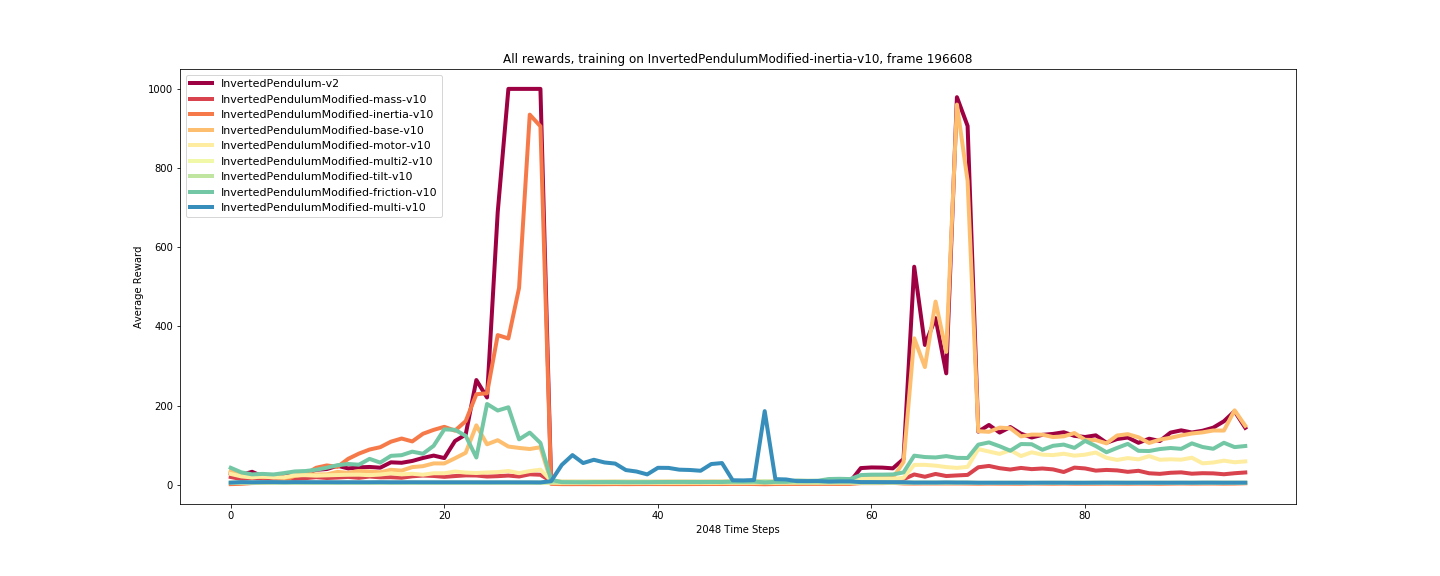 All rewards, training on InvertedPendulumModified-inertia-v10, frame 196608
1000
800
600
400
200
0
Average Reward
InvertedPendulum-v2
InvertedPendulumModified-mass-v10
InvertedPendulumModified-inertia-v10
InvertedPendulumModified-base-v10
InvertedPendulumModified-motor-v10
InvertedPendulumModified-multi2-v10
InvertedPendulumModified-tilt-v10
InvertedPendulumModified-friction-v10
InvertedPendulumModified-multi-v10
0 20 40 60 80
2048 Time Steps